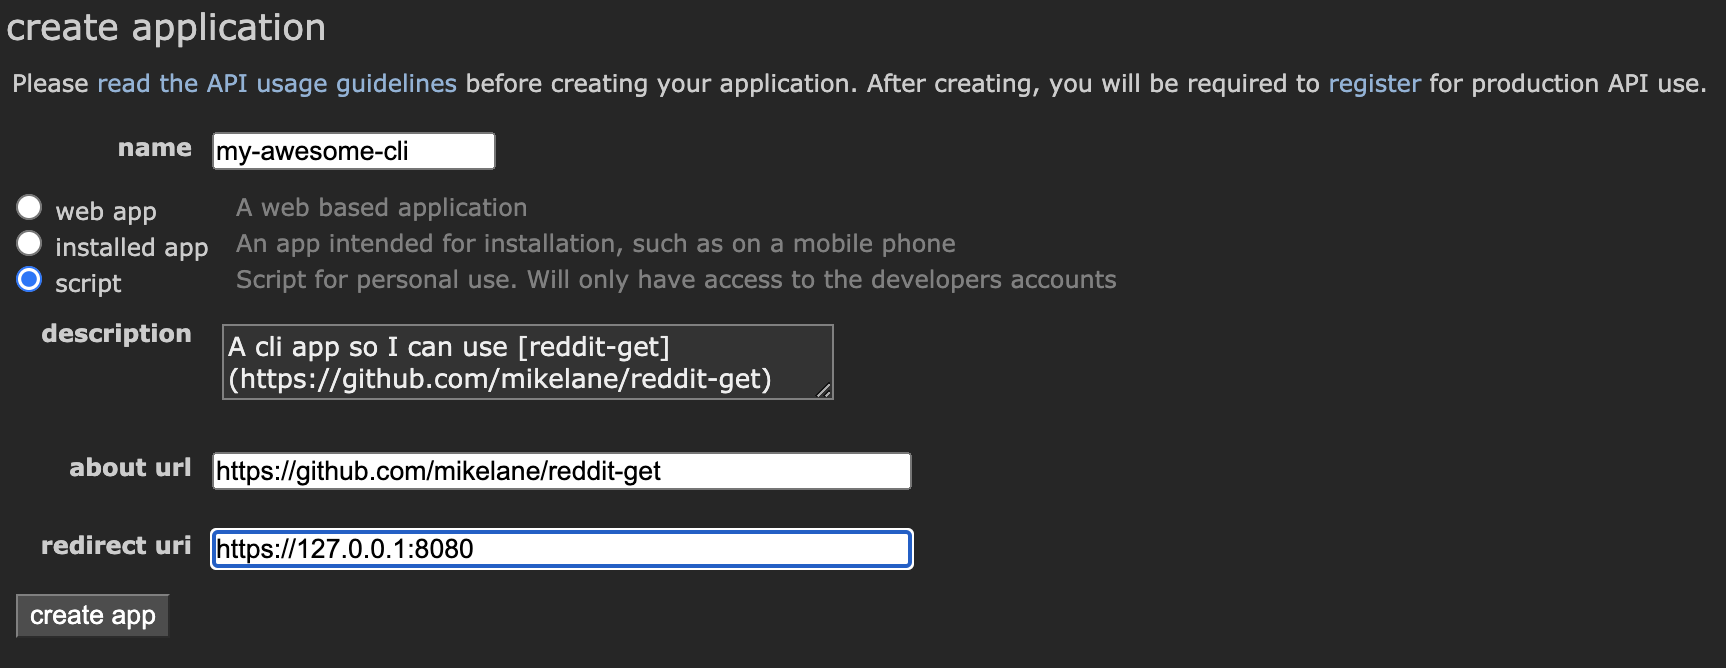 create application
Please read the API usage guidelines before creating your application. After creating, you will be required to register for production API use.
name my-awesome-cli
web app A web based application
installed app An app intended for installation, such as on a mobile phone
script Script for personal use. Will only have access to the developers accounts
description A cli app so I can use [reddit-get]
(https://github.com/mikelane/reddit-get)
about url https://github.com/mikelane/reddit-get
redirect uri https://127.0.0.1:8080
create app